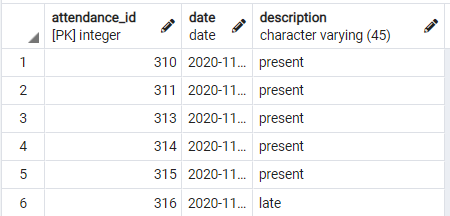 attendance_id date description
[PK] integer date character varying (45)
1 310 2020-11... present
2 311 2020-11... present
3 313 2020-11... present
4 314 2020-11... present
5 315 2020-11... present
6 316 2020-11... late